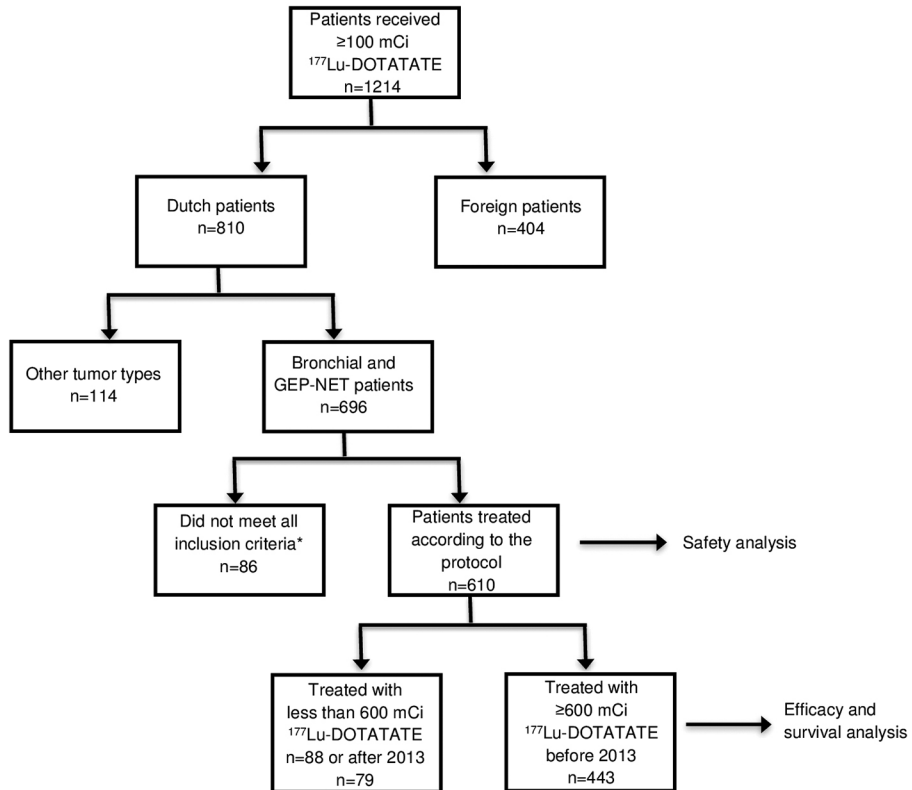 Patients received
≥100 mCi
¹⁷⁷Lu-DOTATATE
n=1214
Dutch patients
n=810
Foreign patients
n=404
Other tumor types
n=114
Bronchial and
GEP-NET patients
n=696
Did not meet all
inclusion criteria*
n=86
Patients treated
according to the
protocol
n=610
Safety analysis
Treated with
less than 600 mCi
¹⁷⁷Lu-DOTATATE
n=88 or after 2013
n=79
Treated with
≥600 mCi
¹⁷⁷Lu-DOTATATE
before 2013
n=443
Efficacy and
survival analysis